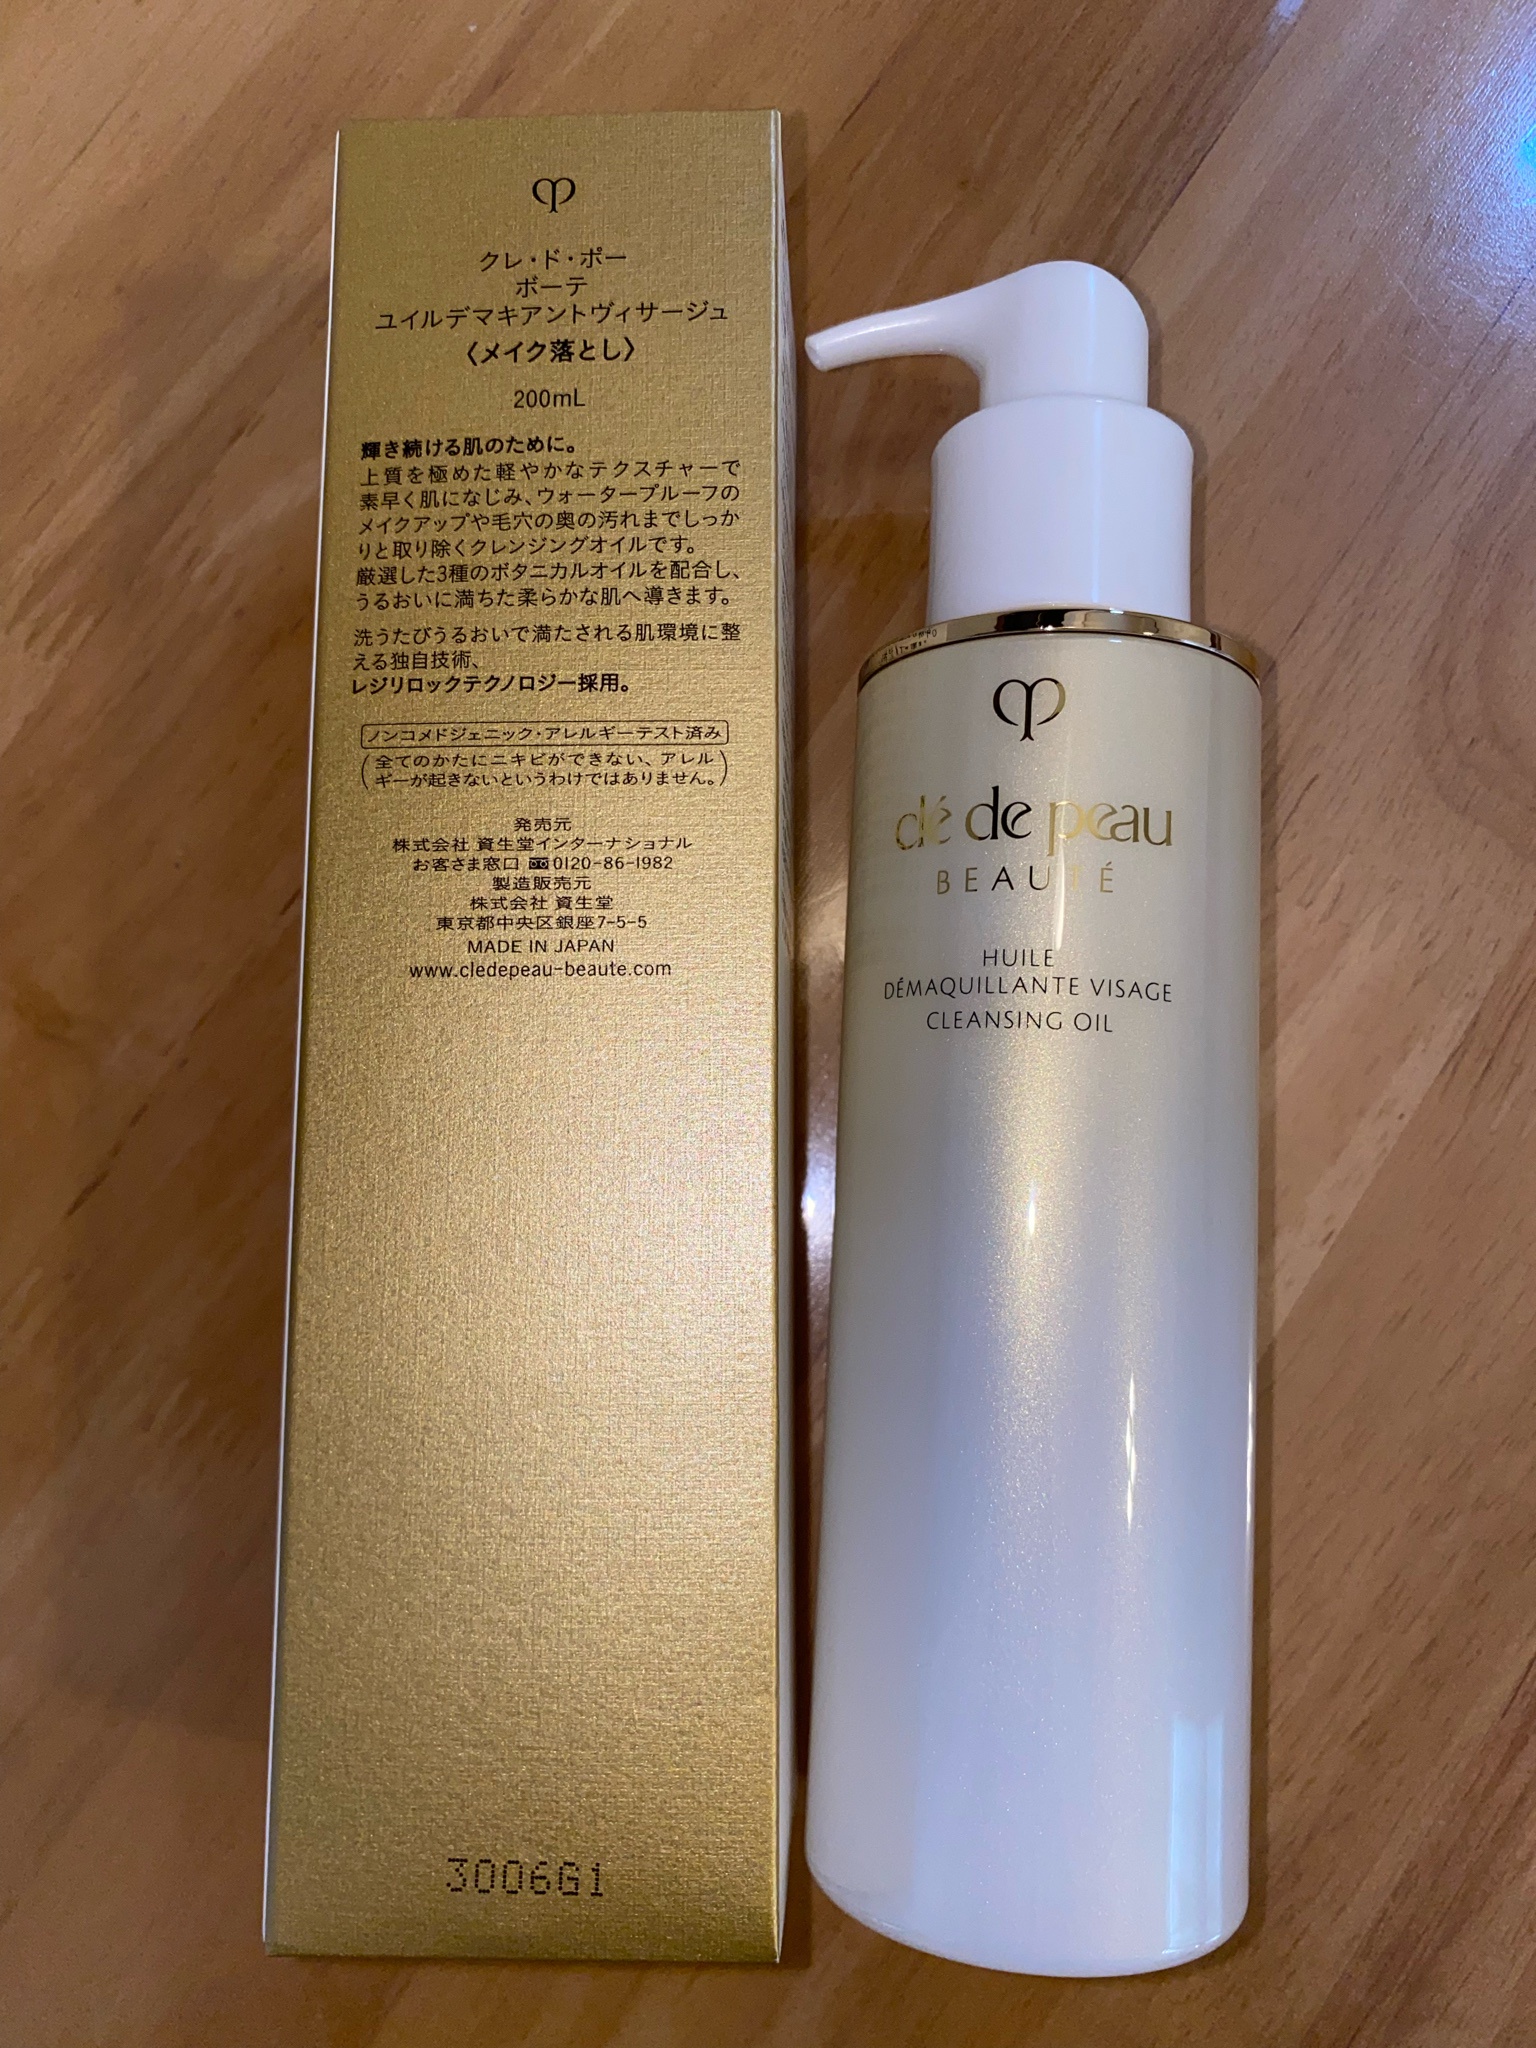 クレ・ド・ポー
ボーテ
ユイルデマキアントヴィサージュ
〈メイク落とし〉
200mL
輝き続ける肌のために。
上質を極めた軽やかなテクスチャーで
素早く肌になじみ、ウォータープルーフの
メイクアップや毛穴の奥の汚れまでしっか
りと取り除くクレンジングオイルです。
厳選した3種のボタニカルオイルを配合し、
うるおいに満ちた柔らかな肌へ導きます。
洗うたびうるおいで満たされる肌環境に整
える独自技術、
レジリロックテクノロジー採用。
ノンコメドジェニック・アレルギーテスト済み
(全てのかたにニキビができない、アレル
ギーが起きないというわけではありません。)
発売元
株式会社 資生堂インターナショナル
お客さま窓口 0120-86-1982
製造販売元
株式会社 資生堂
東京都中央区銀座7-5-5
MADE IN JAPAN
www.cledepeau-beaute.com
3006G1
clé de peau
BEAUTÉ
HUILE
DÉMAQUILLANTE VISAGE
CLEANSING OIL